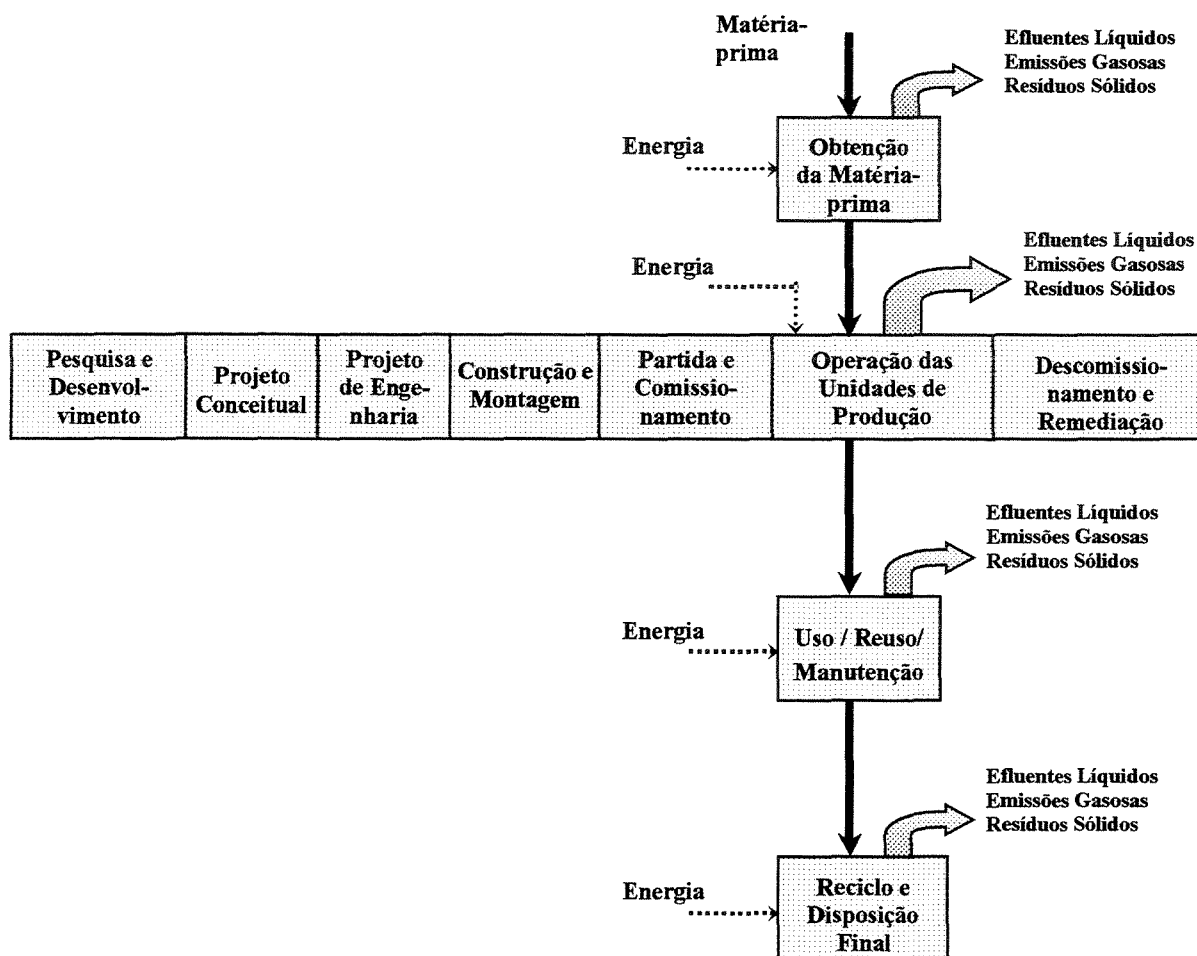 Matéria-
prima
Efluentes Líquidos
Emissões Gasosas
Resíduos Sólidos
Energia
Obtenção
da Matéria-
prima
Energia
Efluentes Líquidos
Emissões Gasosas
Resíduos Sólidos
Pesquisa e
Desenvol-
vimento
Projeto
Conceitual
Projeto
de Enge-
nharia
Construção e
Montagem
Partida e
Comissio-
namento
Operação das
Unidades de
Produção
Descomissio-
namento e
Remediação
Efluentes Líquidos
Emissões Gasosas
Resíduos Sólidos
Energia
Uso / Reuso/
Manutenção
Efluentes Líquidos
Emissões Gasosas
Resíduos Sólidos
Energia
Reciclo e
Disposição
Final